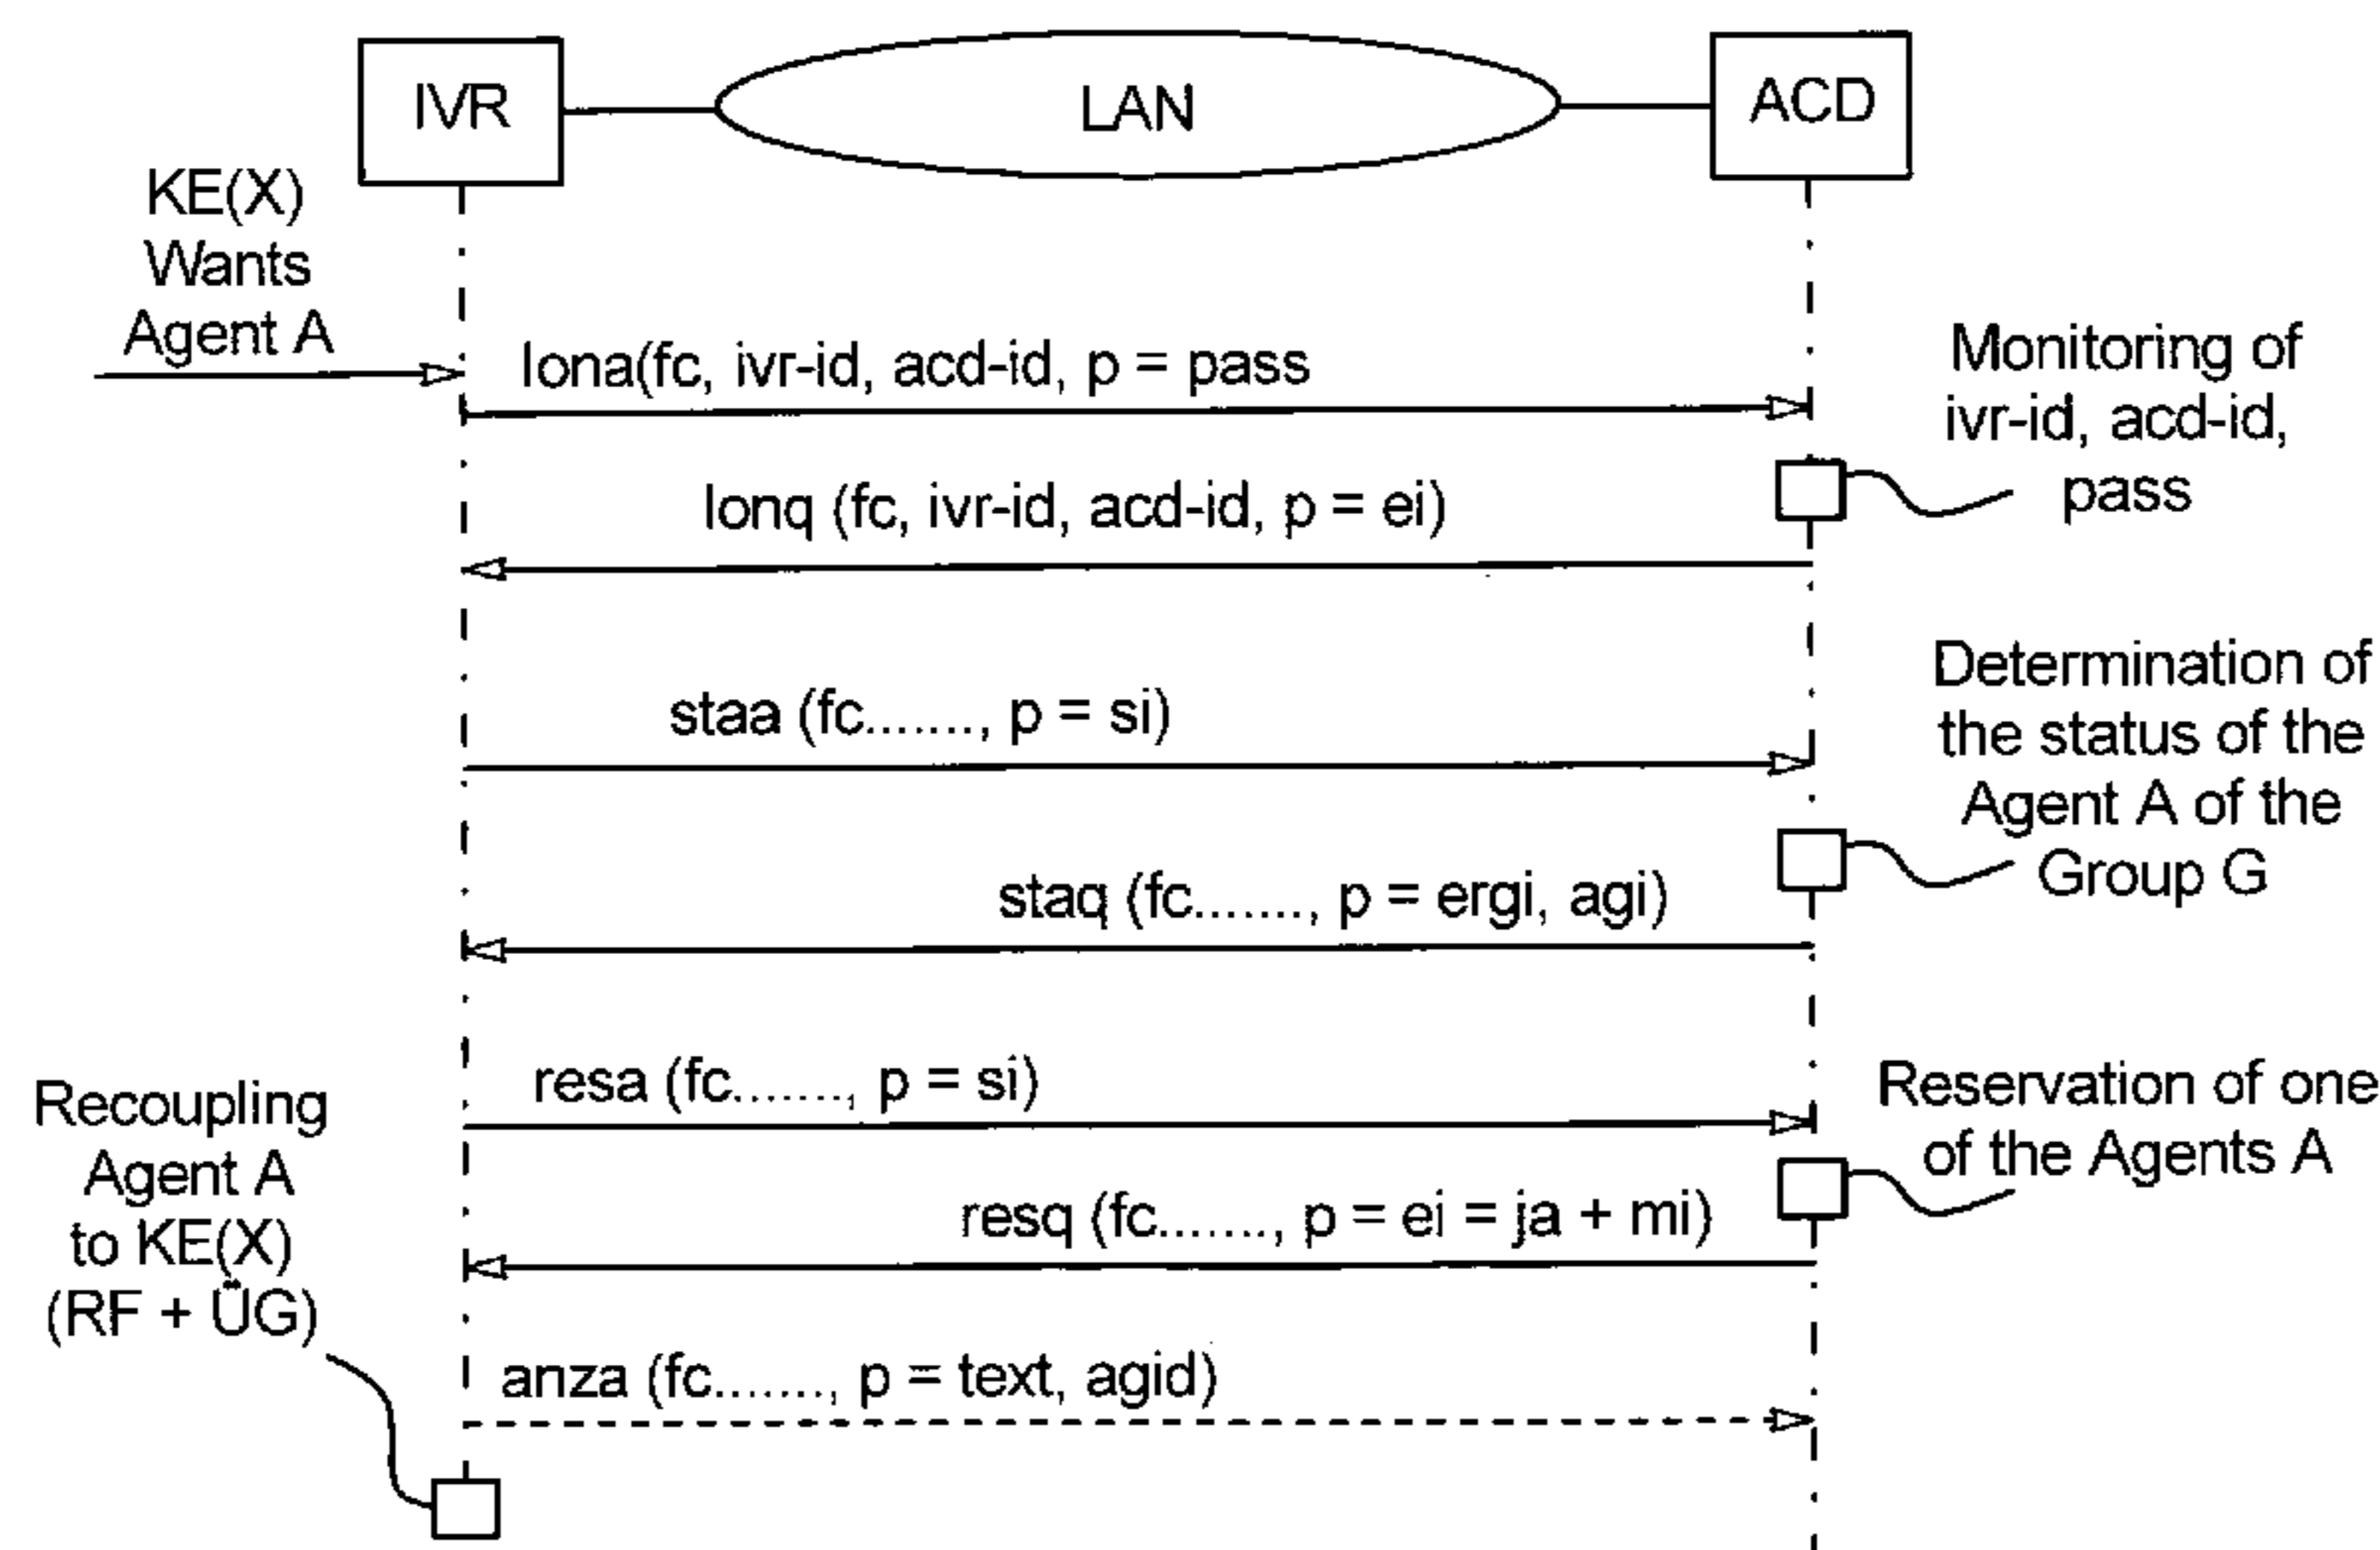 IVR
LAN
ACD
KE(X)
Wants
Agent A
lona(fc, ivr-id, acd-id, p = pass
Monitoring of
ivr-id, acd-id,
pass
lonq (fc, ivr-id, acd-id, p = ei)
staa (fc......., p = si)
Determination of
the status of the
Agent A of the
Group G
staq (fc......., p = ergi, agi)
resa (fc......., p = si)
Reservation of one
of the Agents A
resq (fc......., p = ei = ja + mi)
Recoupling
Agent A
to KE(X)
(RF + ÜG)
anza (fc......., p = text, agid)